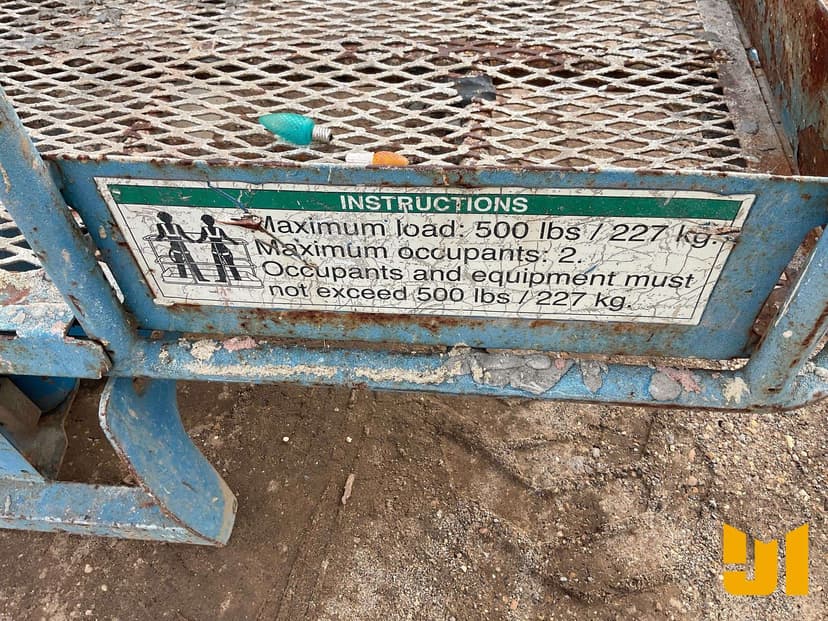 INSTRUCTIONS
Maximum load: 500 lbs / 227 kg.
Maximum occupants: 2.
Occupants and equipment must
not exceed 500 lbs / 227 kg.